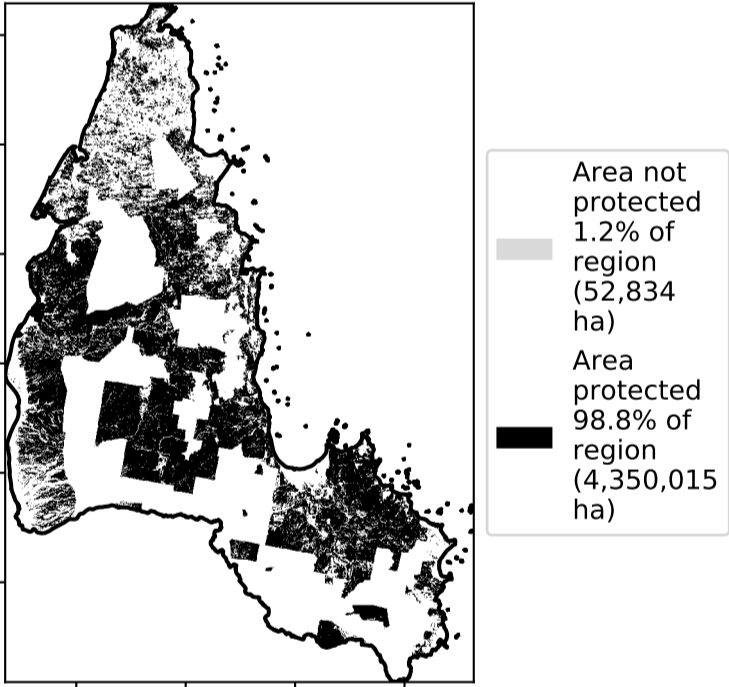 Area not
protected
1.2% of
region
(52,834
ha)
Area
protected
98.8% of
region
(4,350,015
ha)